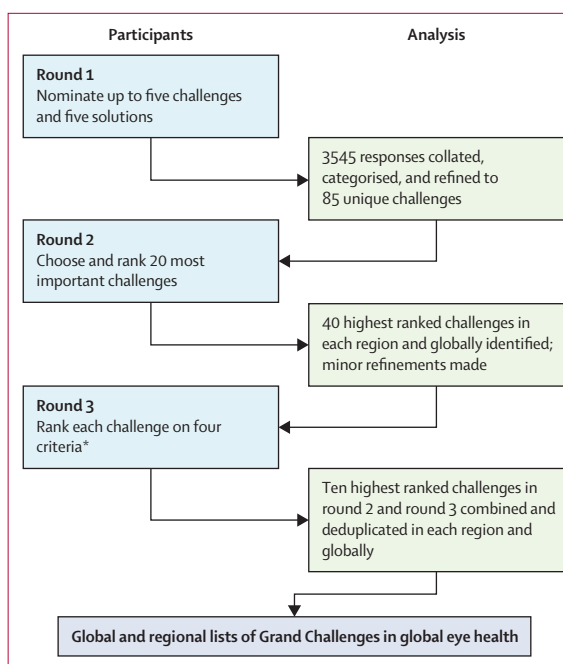 Participants
Analysis
Round 1
Nominate up to five challenges
and five solutions
3545 responses collated,
categorised, and refined to
85 unique challenges
Round 2
Choose and rank 20 most
important challenges
40 highest ranked challenges in
each region and globally identified;
minor refinements made
Round 3
Rank each challenge on four
criteria*
Ten highest ranked challenges in
round 2 and round 3 combined and
deduplicated in each region and
globally
Global and regional lists of Grand Challenges in global eye health